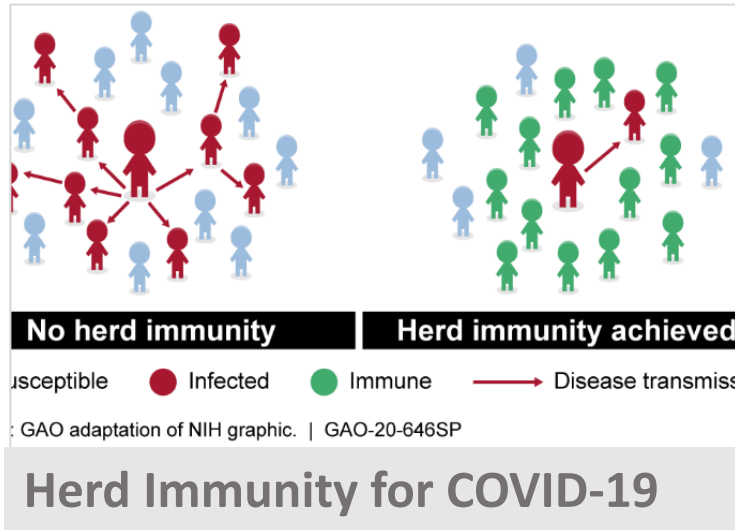 No herd immunity
Herd immunity achieved
usceptible
Infected
Immune
Disease transmiss
: GAO adaptation of NIH graphic. | GAO-20-646SP
Herd Immunity for COVID-19